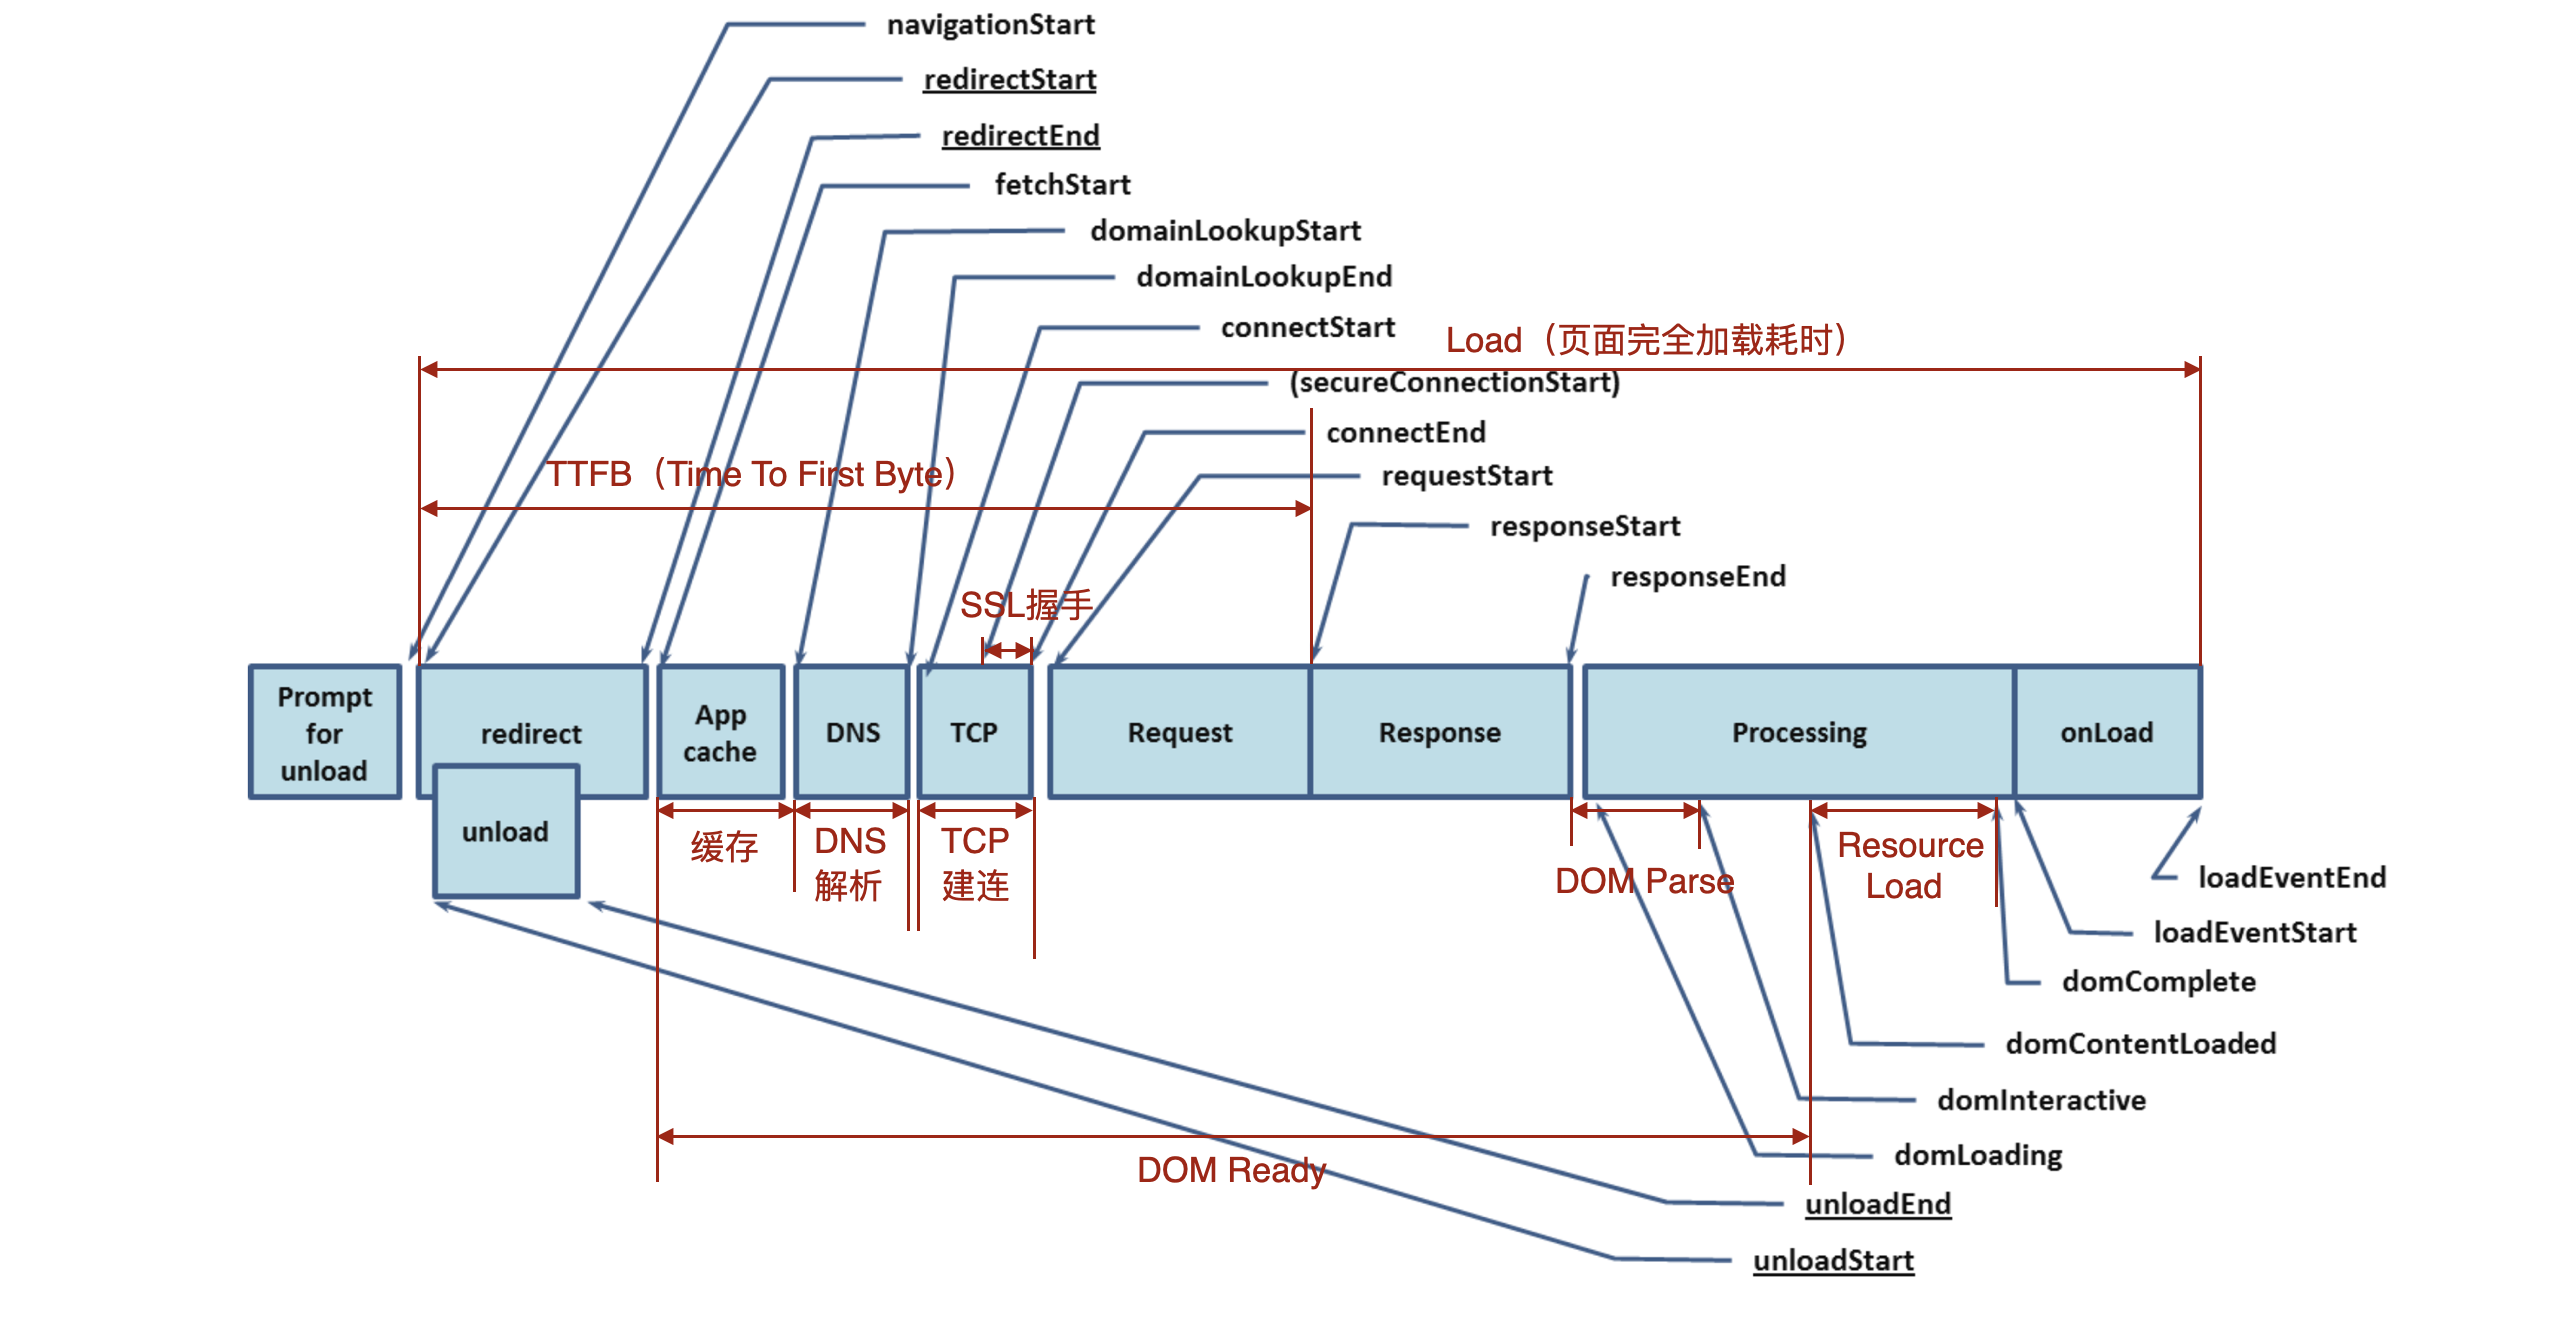 navigationStart
redirectStart
redirectEnd
fetchStart
domainLookupStart
domainLookupEnd
connectStart
Load（页面完全加载耗时）
(secureConnectionStart)
connectEnd
TTFB（Time To First Byte）
requestStart
responseStart
responseEnd
SSL握手
Prompt
for
unload
redirect
unload
App
cache
DNS
TCP
Request
Response
Processing
onLoad
缓存
DNS
解析
TCP
建连
DOM Parse
Resource
Load
loadEventEnd
loadEventStart
domComplete
domContentLoaded
domInteractive
domLoading
DOM Ready
unloadEnd
unloadStart